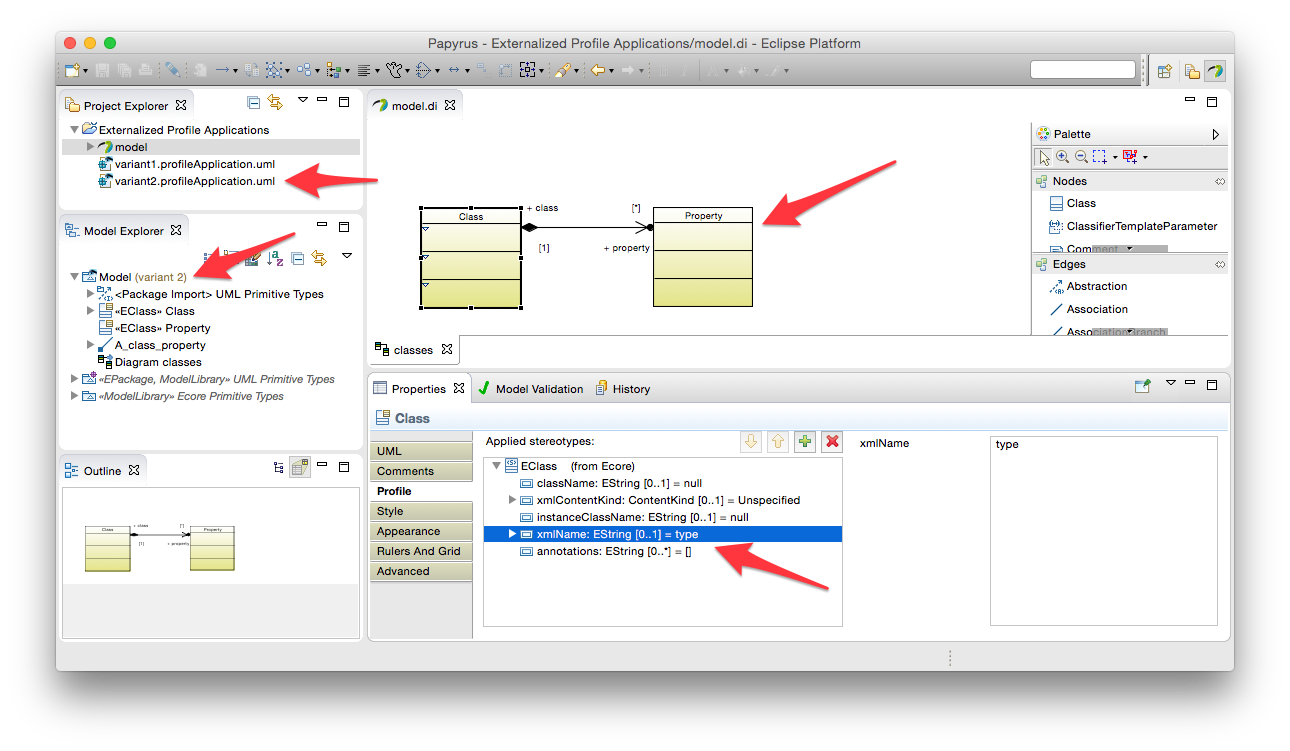 Papyrus - Externalized Profile Applications/model.di - Eclipse Platform
Project Explorer
Externalized Profile Applications
model
variant1.profileApplication.uml
variant2.profileApplication.uml
Model Explorer
Model (variant 2)
<Package Import> UML Primitive Types
«EClass» Class
«EClass» Property
A_class_property
Diagram classes
«EPackage, ModelLibrary» UML Primitive Types
«ModelLibrary» Ecore Primitive Types
Outline
Class
+ class
[*]
Property
[1]
+ property
model.di
Class
+ class
[*]
Property
[1]
+ property
classes
Palette
Nodes
Class
ClassifierTemplateParameter
Comment
Edges
Abstraction
Association
Properties
Model Validation
History
Class
UML
Comments
Profile
Style
Appearance
Rulers And Grid
Advanced
Applied stereotypes:
EClass (from Ecore)
className: EString [0..1] = null
xmlContentKind: ContentKind [0..1] = Unspecified
instanceClassName: EString [0..1] = null
xmlName: EString [0..1] = type
annotations: EString [0..*] = []
xmlName
type